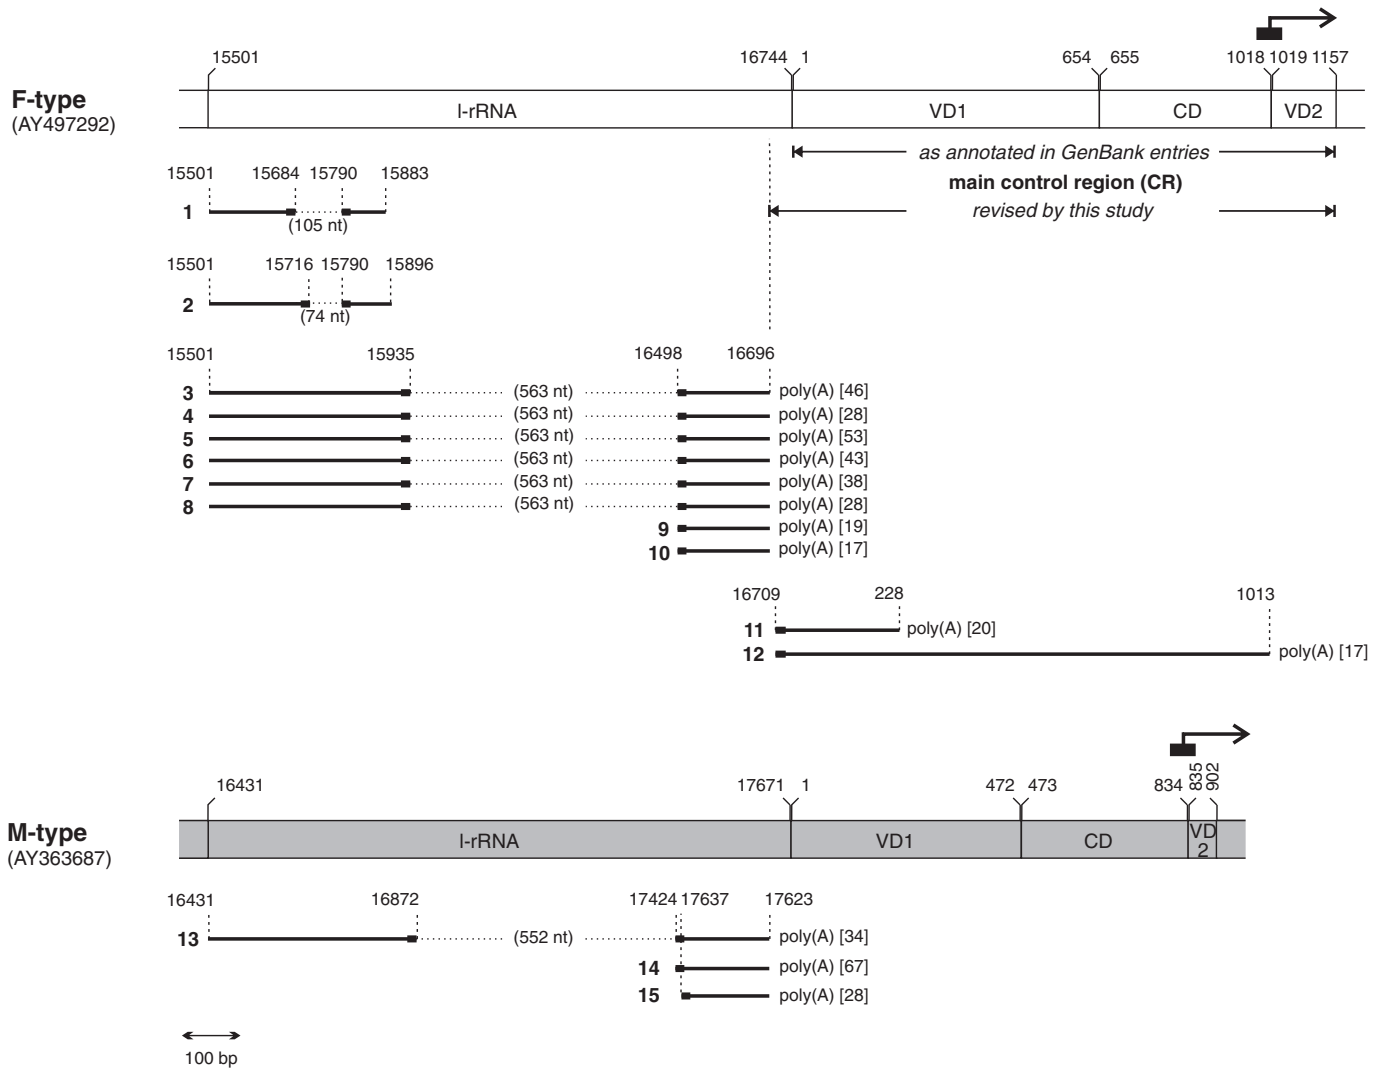 15501 16744 1 654 655 1018 1019 1157
F-type
(AY497292)
l-rRNA VD1 CD VD2
as annotated in GenBank entries
main control region (CR)
revised by this study
15501 15684 15790 15883
1
(105 nt)
15501 15716 15790 15896
2
(74 nt)
15501 15935 16498 16696
3 (563 nt) poly(A) [46]
4 (563 nt) poly(A) [28]
5 (563 nt) poly(A) [53]
6 (563 nt) poly(A) [43]
7 (563 nt) poly(A) [38]
8 (563 nt) poly(A) [28]
9 poly(A) [19]
10 poly(A) [17]
16709 228 1013
11 poly(A) [20]
12 poly(A) [17]
16431 17671 1 472 473 834 835 902
M-type
(AY363687)
l-rRNA VD1 CD VD
2
16431 16872 17424 17637 17623
13 (552 nt) poly(A) [34]
14 poly(A) [67]
15 poly(A) [28]
100 bp